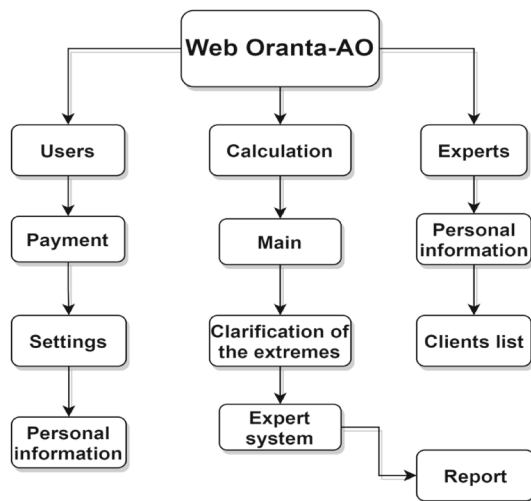 Web Oranta-AO
Users
Calculation
Experts
Payment
Main
Personal
information
Settings
Clarification of
the extremes
Clients list
Personal
information
Expert
system
Report